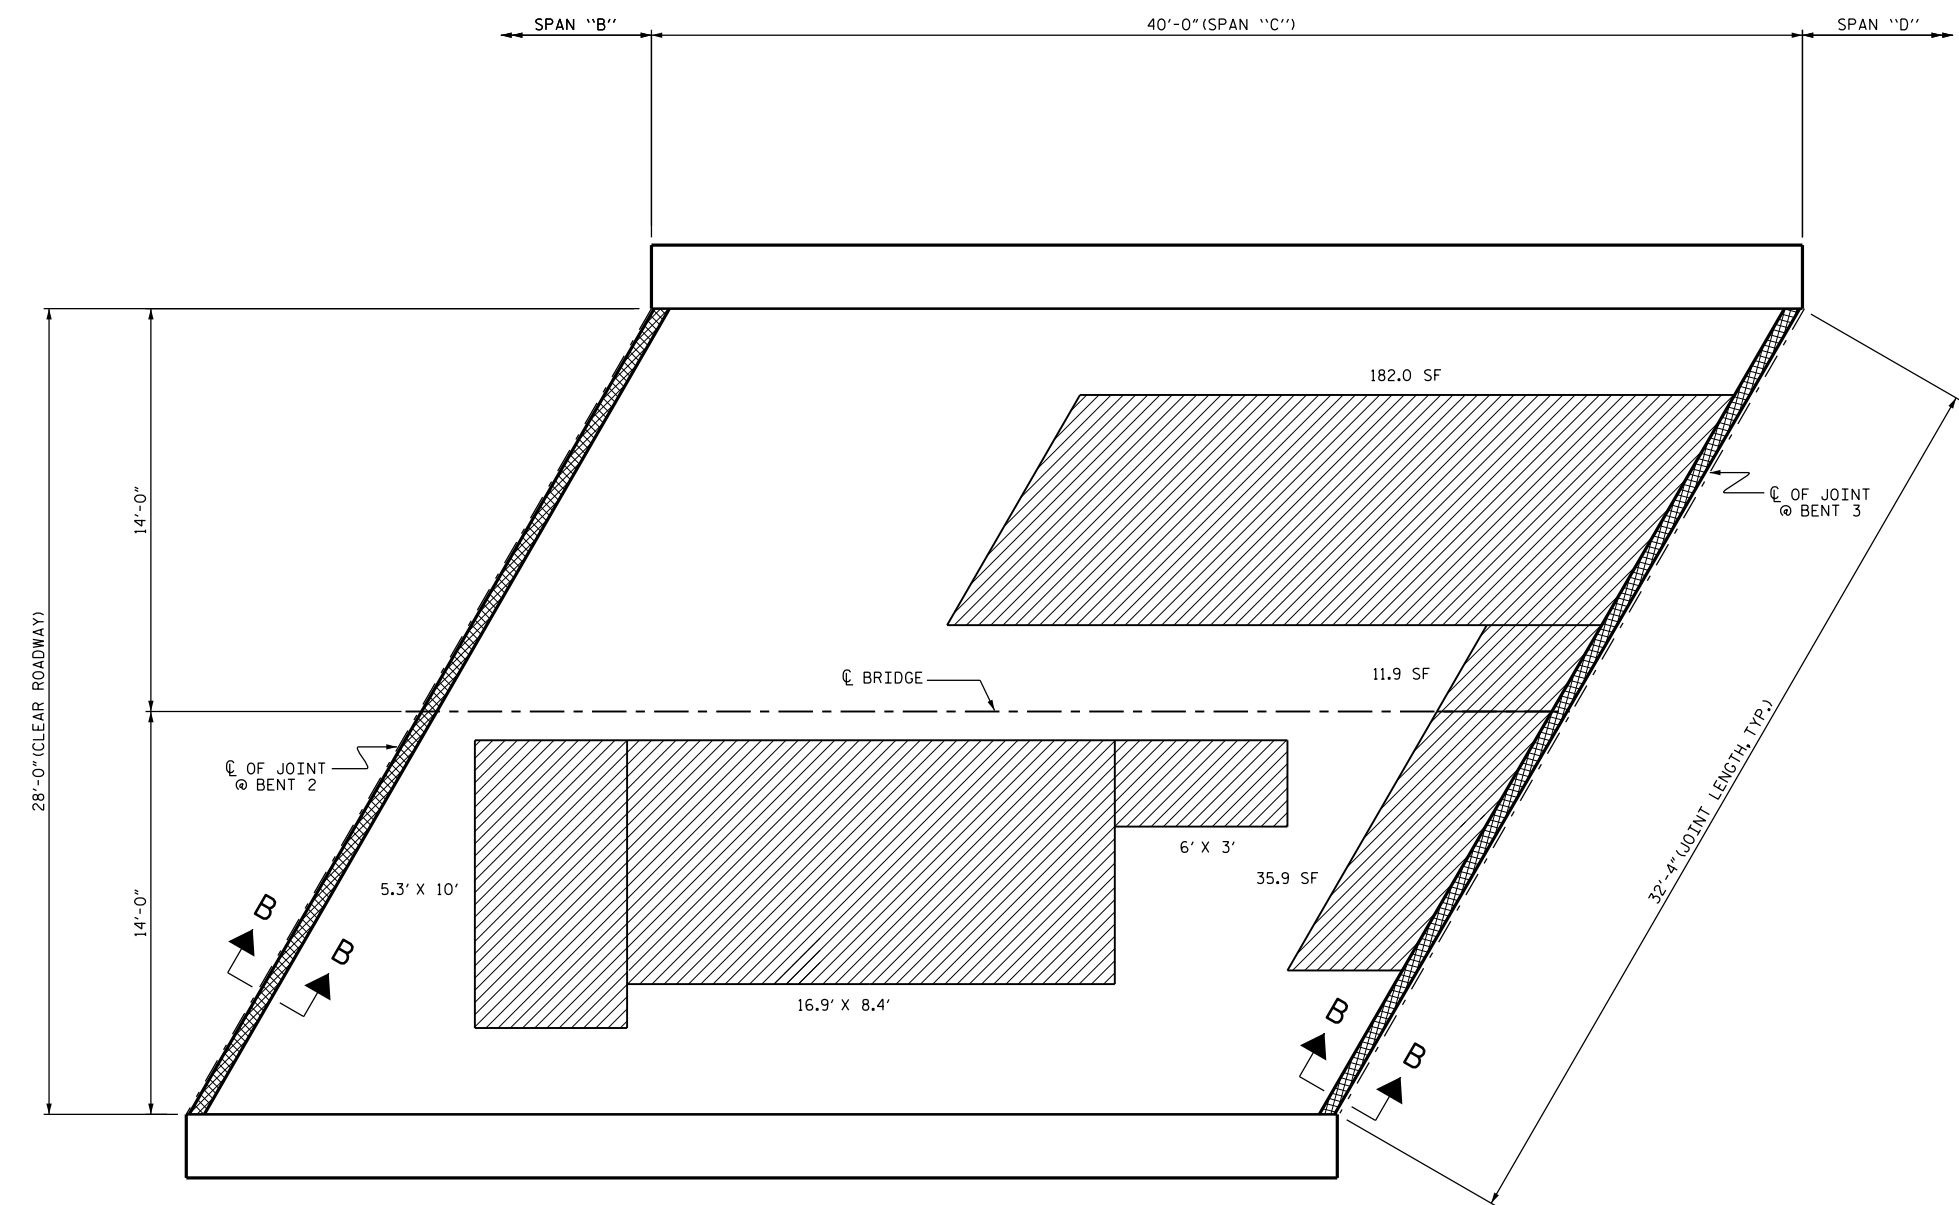 SPAN ‵‵B″
40′-0″(SPAN ‵‵C″)
SPAN ‵‵D″
182.0 SF
14′-0″
℄ OF JOINT
@ BENT 3
28′-0″(CLEAR ROADWAY)
11.9 SF
℄ BRIDGE
32′-4″(JOINT LENGTH, TYP.)
℄ OF JOINT
@ BENT 2
6′ X 3′
5.3′ X 10′
35.9 SF
14′-0″
B
B
16.9′ X 8.4′
B
B